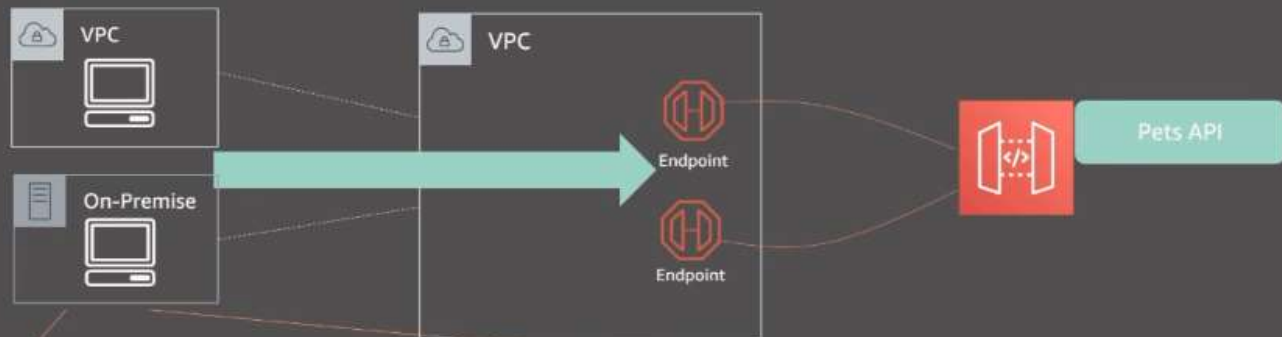 VPC
VPC
On-Premise
Endpoint
Endpoint
</>
Pets API